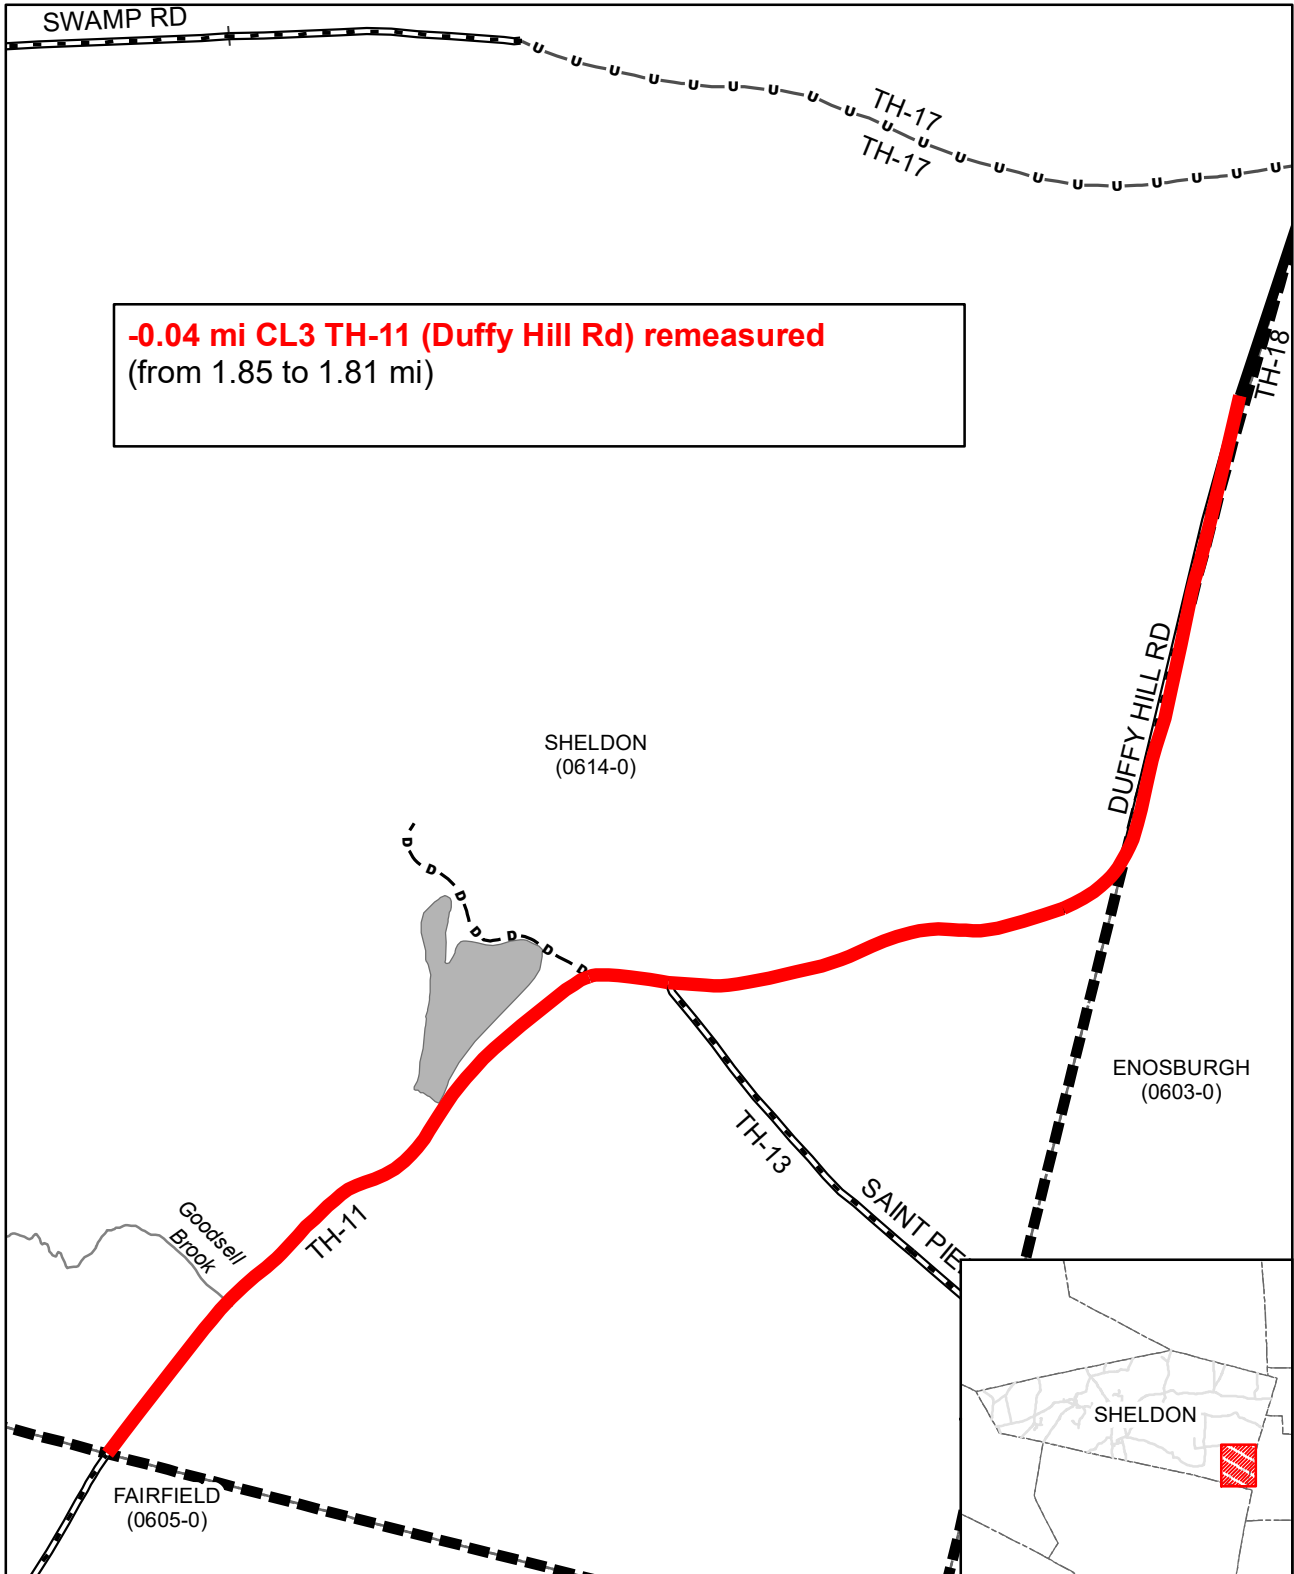 SWAMP RD
TH-17
TH-17
-0.04 mi CL3 TH-11 (Duffy Hill Rd) remeasured
(from 1.85 to 1.81 mi)
TH-18
DUFFY HILL RD
SHELDON
(0614-0)
ENOSBURGH
(0603-0)
TH-13
SAINT PIE
Goodsell
Brook
TH-11
SHELDON
FAIRFIELD
(0605-0)
U U U U U U U U U U U U U U U U U U U U
D D D D D D D